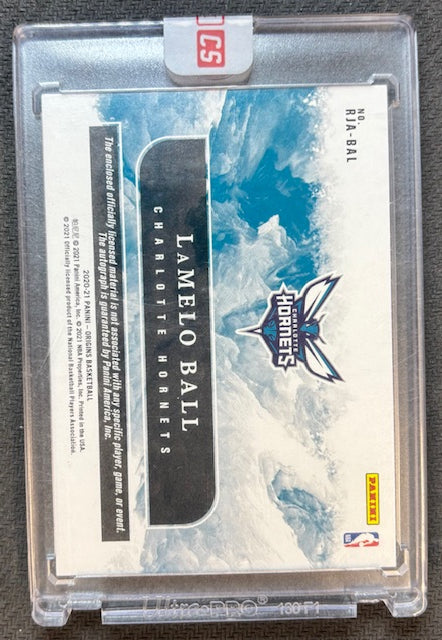 CS
NO.
RJA-BAL
CHARLOTTE
HORNETS
LAMELO BALL
CHARLOTTE HORNETS
PANINI
The enclosed officially licensed material is not associated with any specific player, game, or event.
The autograph is guaranteed by Panini America, Inc.
2020-21 PANINI – ORIGINS BASKETBALL
© 2021 Panini America, Inc. © 2021 NBA Properties, Inc. Printed in the USA.
© 2021 Officially licensed product of the National Basketball Players Association.
UltraPRO® 130PT